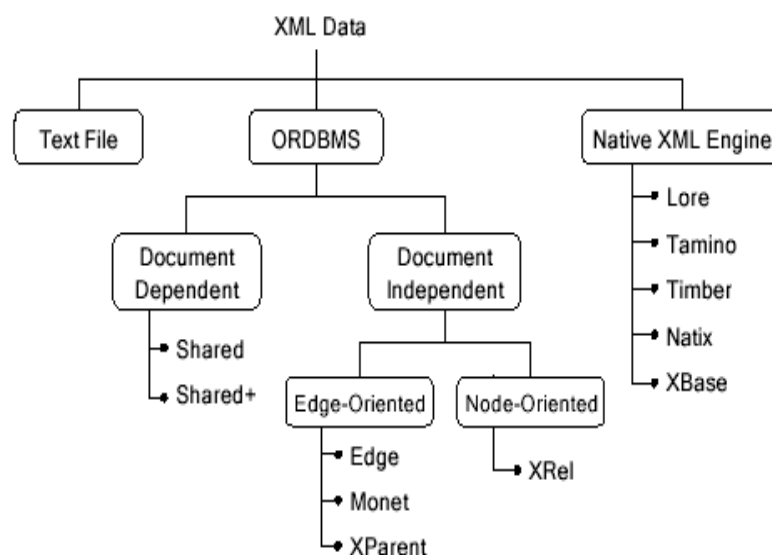 XML Data
Text File
ORDBMS
Native XML Engine
Document
Dependent
Shared
Shared+
Document
Independent
Edge-Oriented
Edge
Monet
XParent
Node-Oriented
XRel
Lore
Tamino
Timber
Natix
XBase